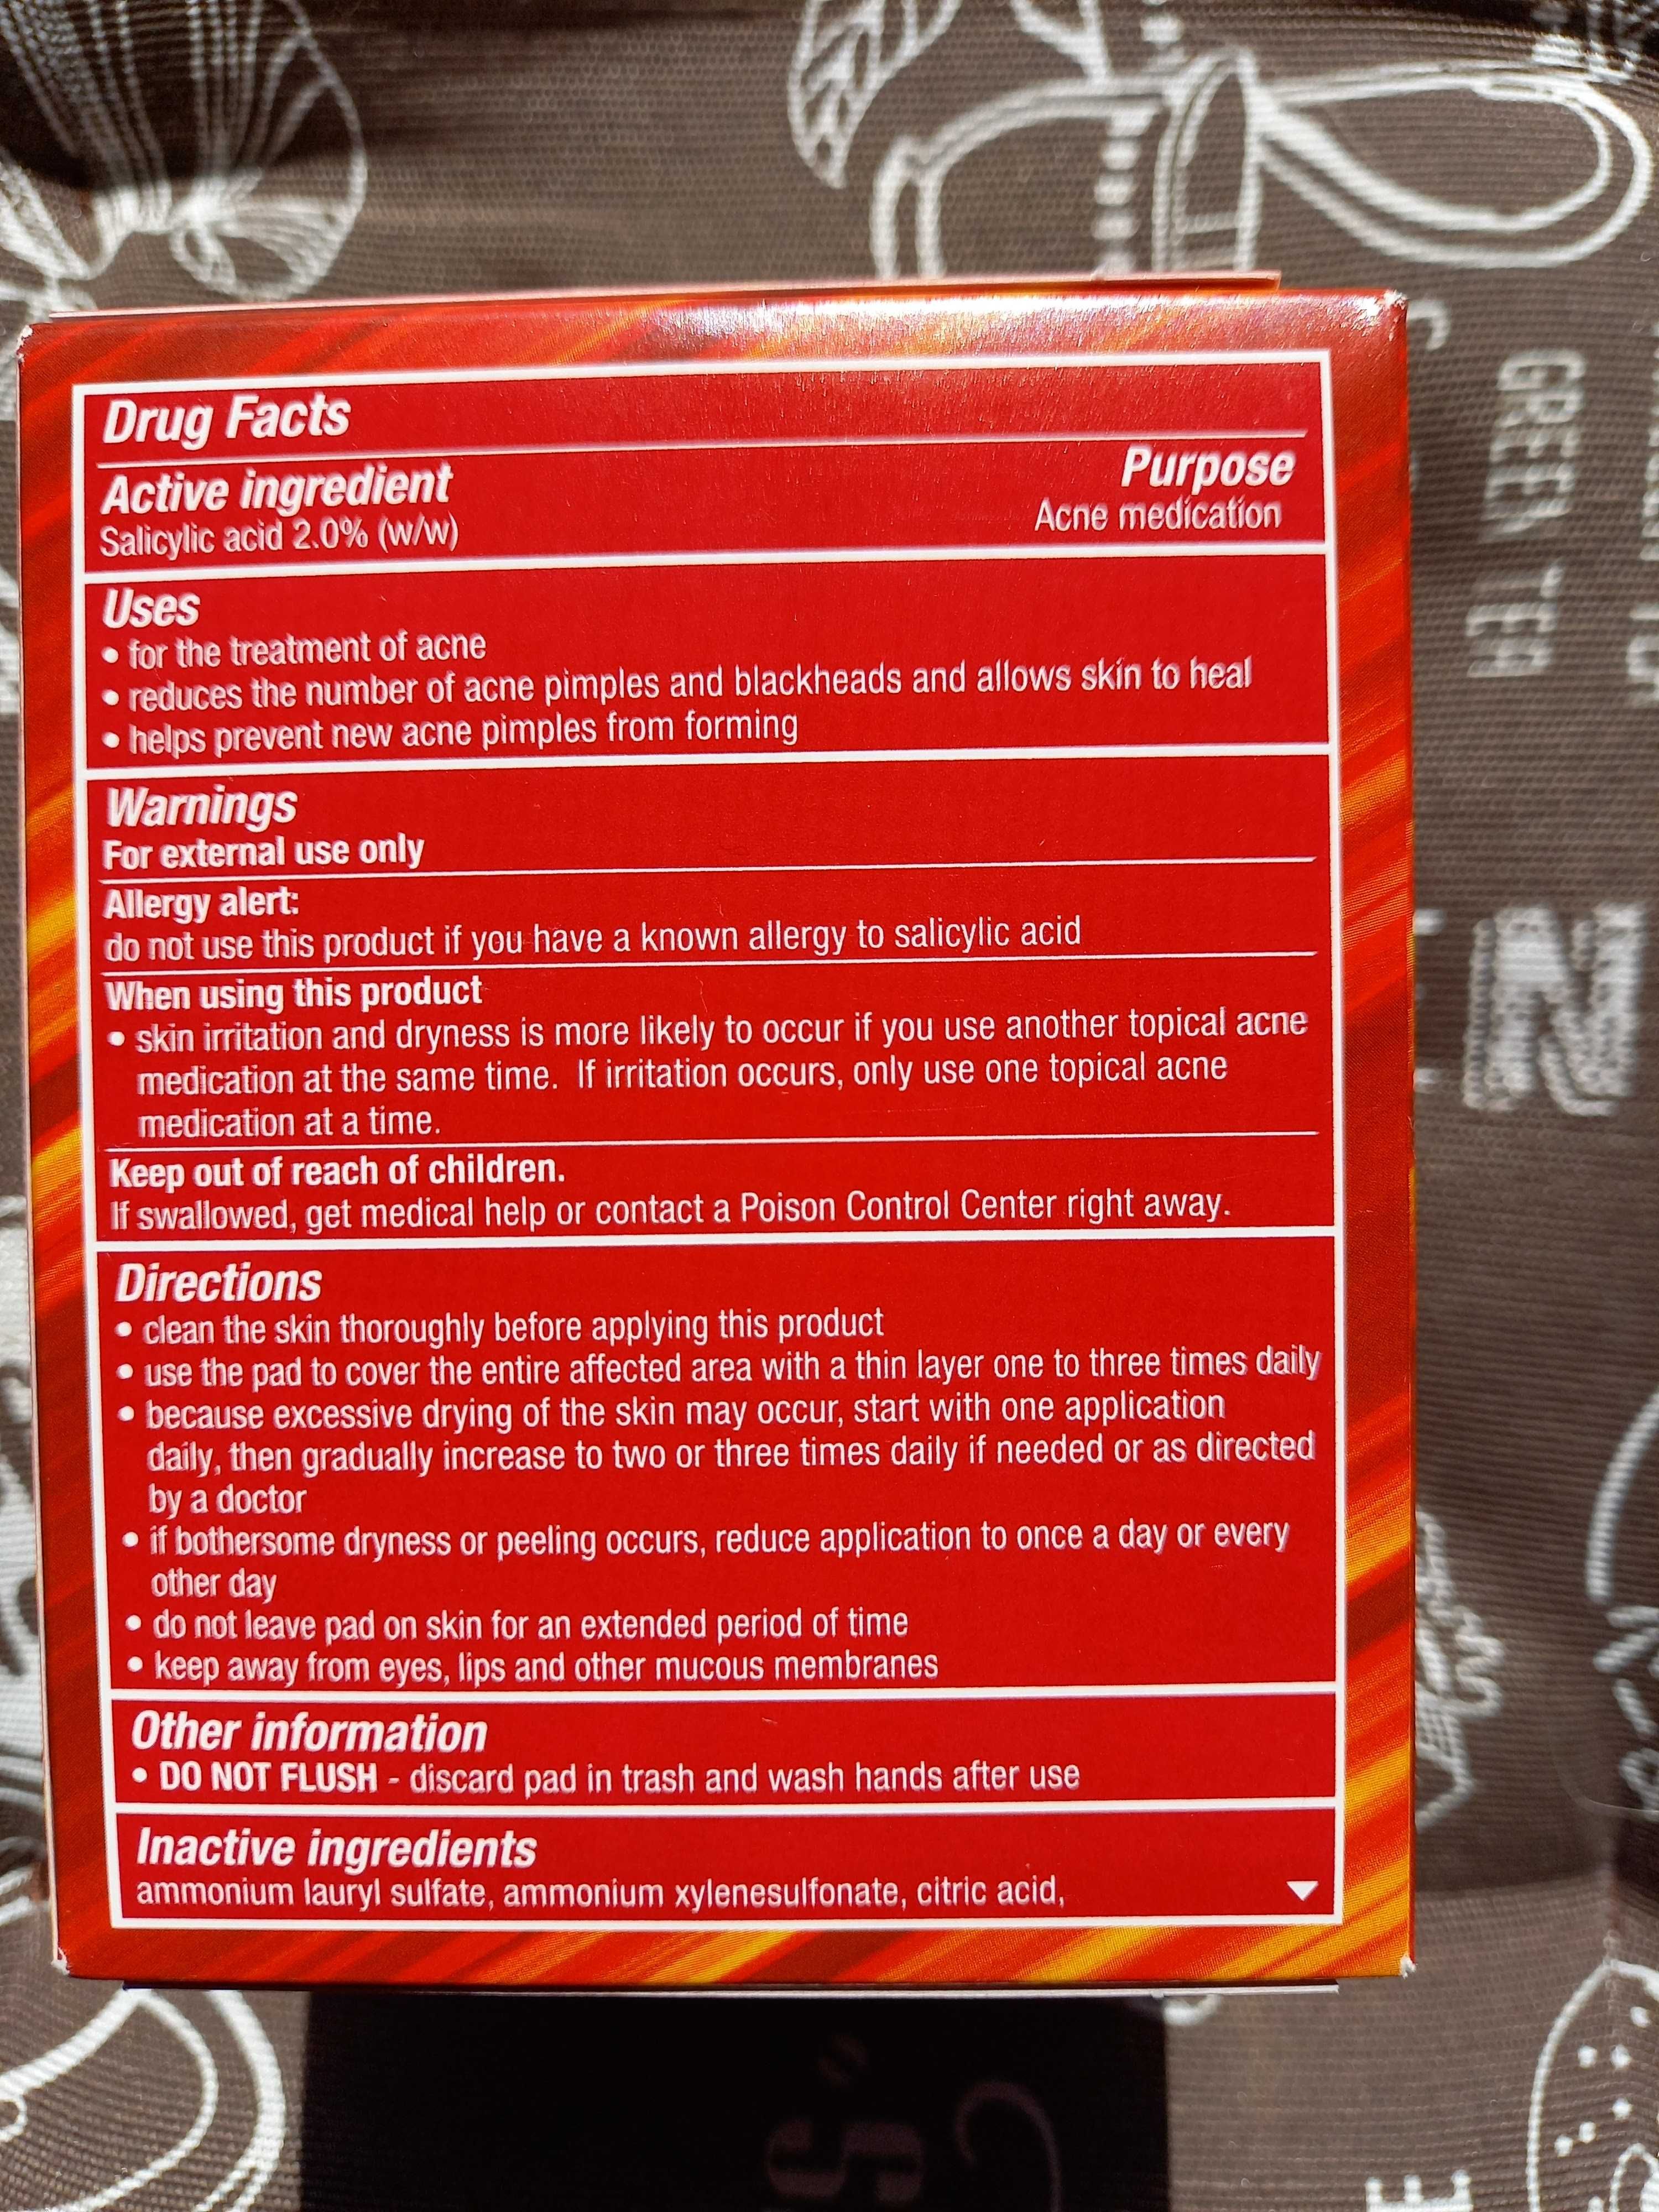 Drug Facts
Active ingredient
Purpose
Salicylic acid 2.0% (w/w)
Acne medication
Uses
• for the treatment of acne
• reduces the number of acne pimples and blackheads and allows skin to heal
• helps prevent new acne pimples from forming
Warnings
For external use only
Allergy alert:
do not use this product if you have a known allergy to salicylic acid
When using this product
• skin irritation and dryness is more likely to occur if you use another topical acne
medication at the same time.  If irritation occurs, only use one topical acne
medication at a time.
Keep out of reach of children.
If swallowed, get medical help or contact a Poison Control Center right away.
Directions
• clean the skin thoroughly before applying this product
• use the pad to cover the entire affected area with a thin layer one to three times daily
• because excessive drying of the skin may occur, start with one application
daily, then gradually increase to two or three times daily if needed or as directed
by a doctor
• if bothersome dryness or peeling occurs, reduce application to once a day or every
other day
• do not leave pad on skin for an extended period of time
• keep away from eyes, lips and other mucous membranes
Other information
• DO NOT FLUSH - discard pad in trash and wash hands after use
Inactive ingredients
ammonium lauryl sulfate, ammonium xylenesulfonate, citric acid,
GREEN TEA